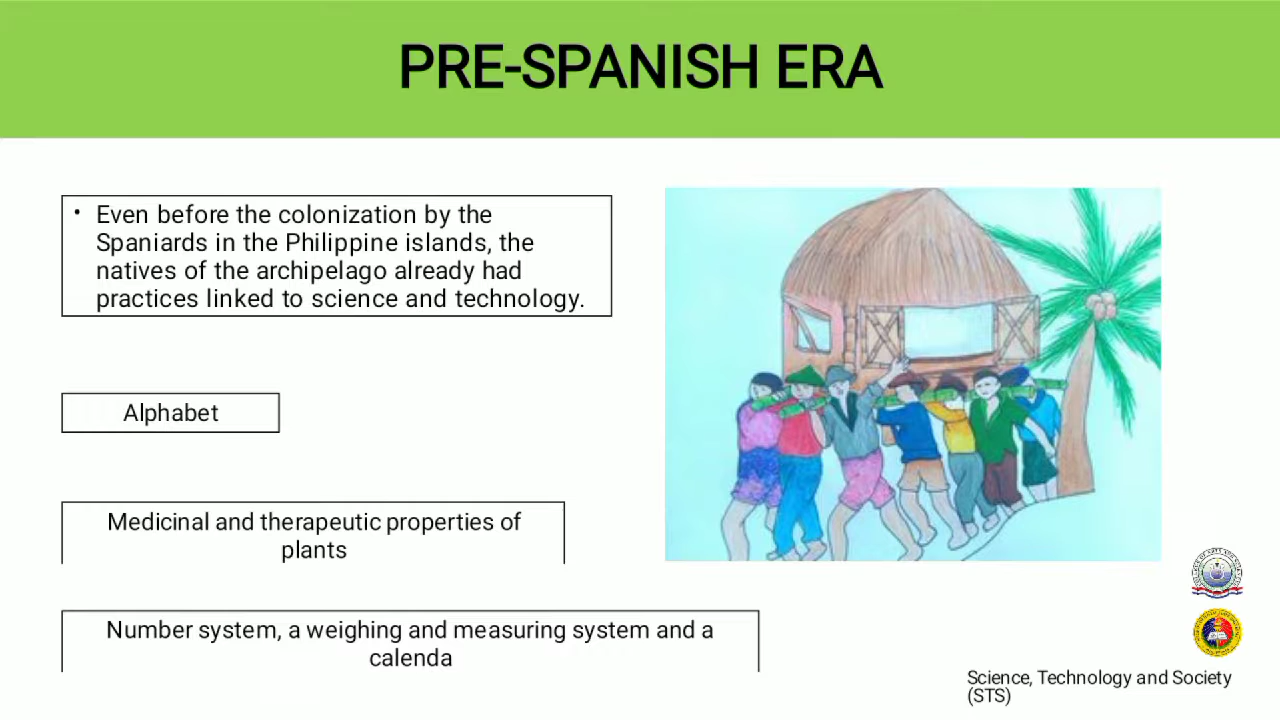 PRE-SPANISH ERA
• Even before the colonization by the
Spaniards in the Philippine islands, the
natives of the archipelago already had
practices linked to science and technology.
Alphabet
Medicinal and therapeutic properties of
plants
Number system, a weighing and measuring system and a
calenda
Science, Technology and Society
(STS)